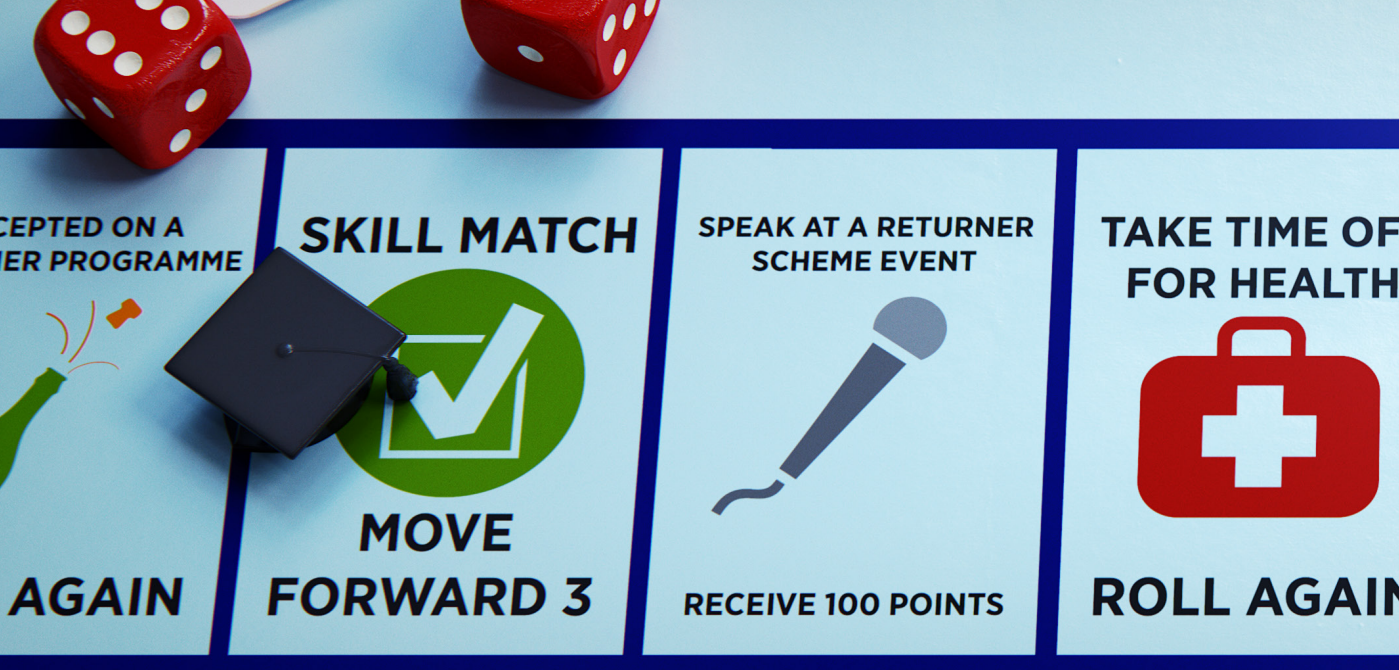 CEPTED ON A
ER PROGRAMME
AGAIN
SKILL MATCH
MOVE
FORWARD 3
SPEAK AT A RETURNER
SCHEME EVENT
RECEIVE 100 POINTS
TAKE TIME OF
FOR HEALTH
ROLL AGAIN